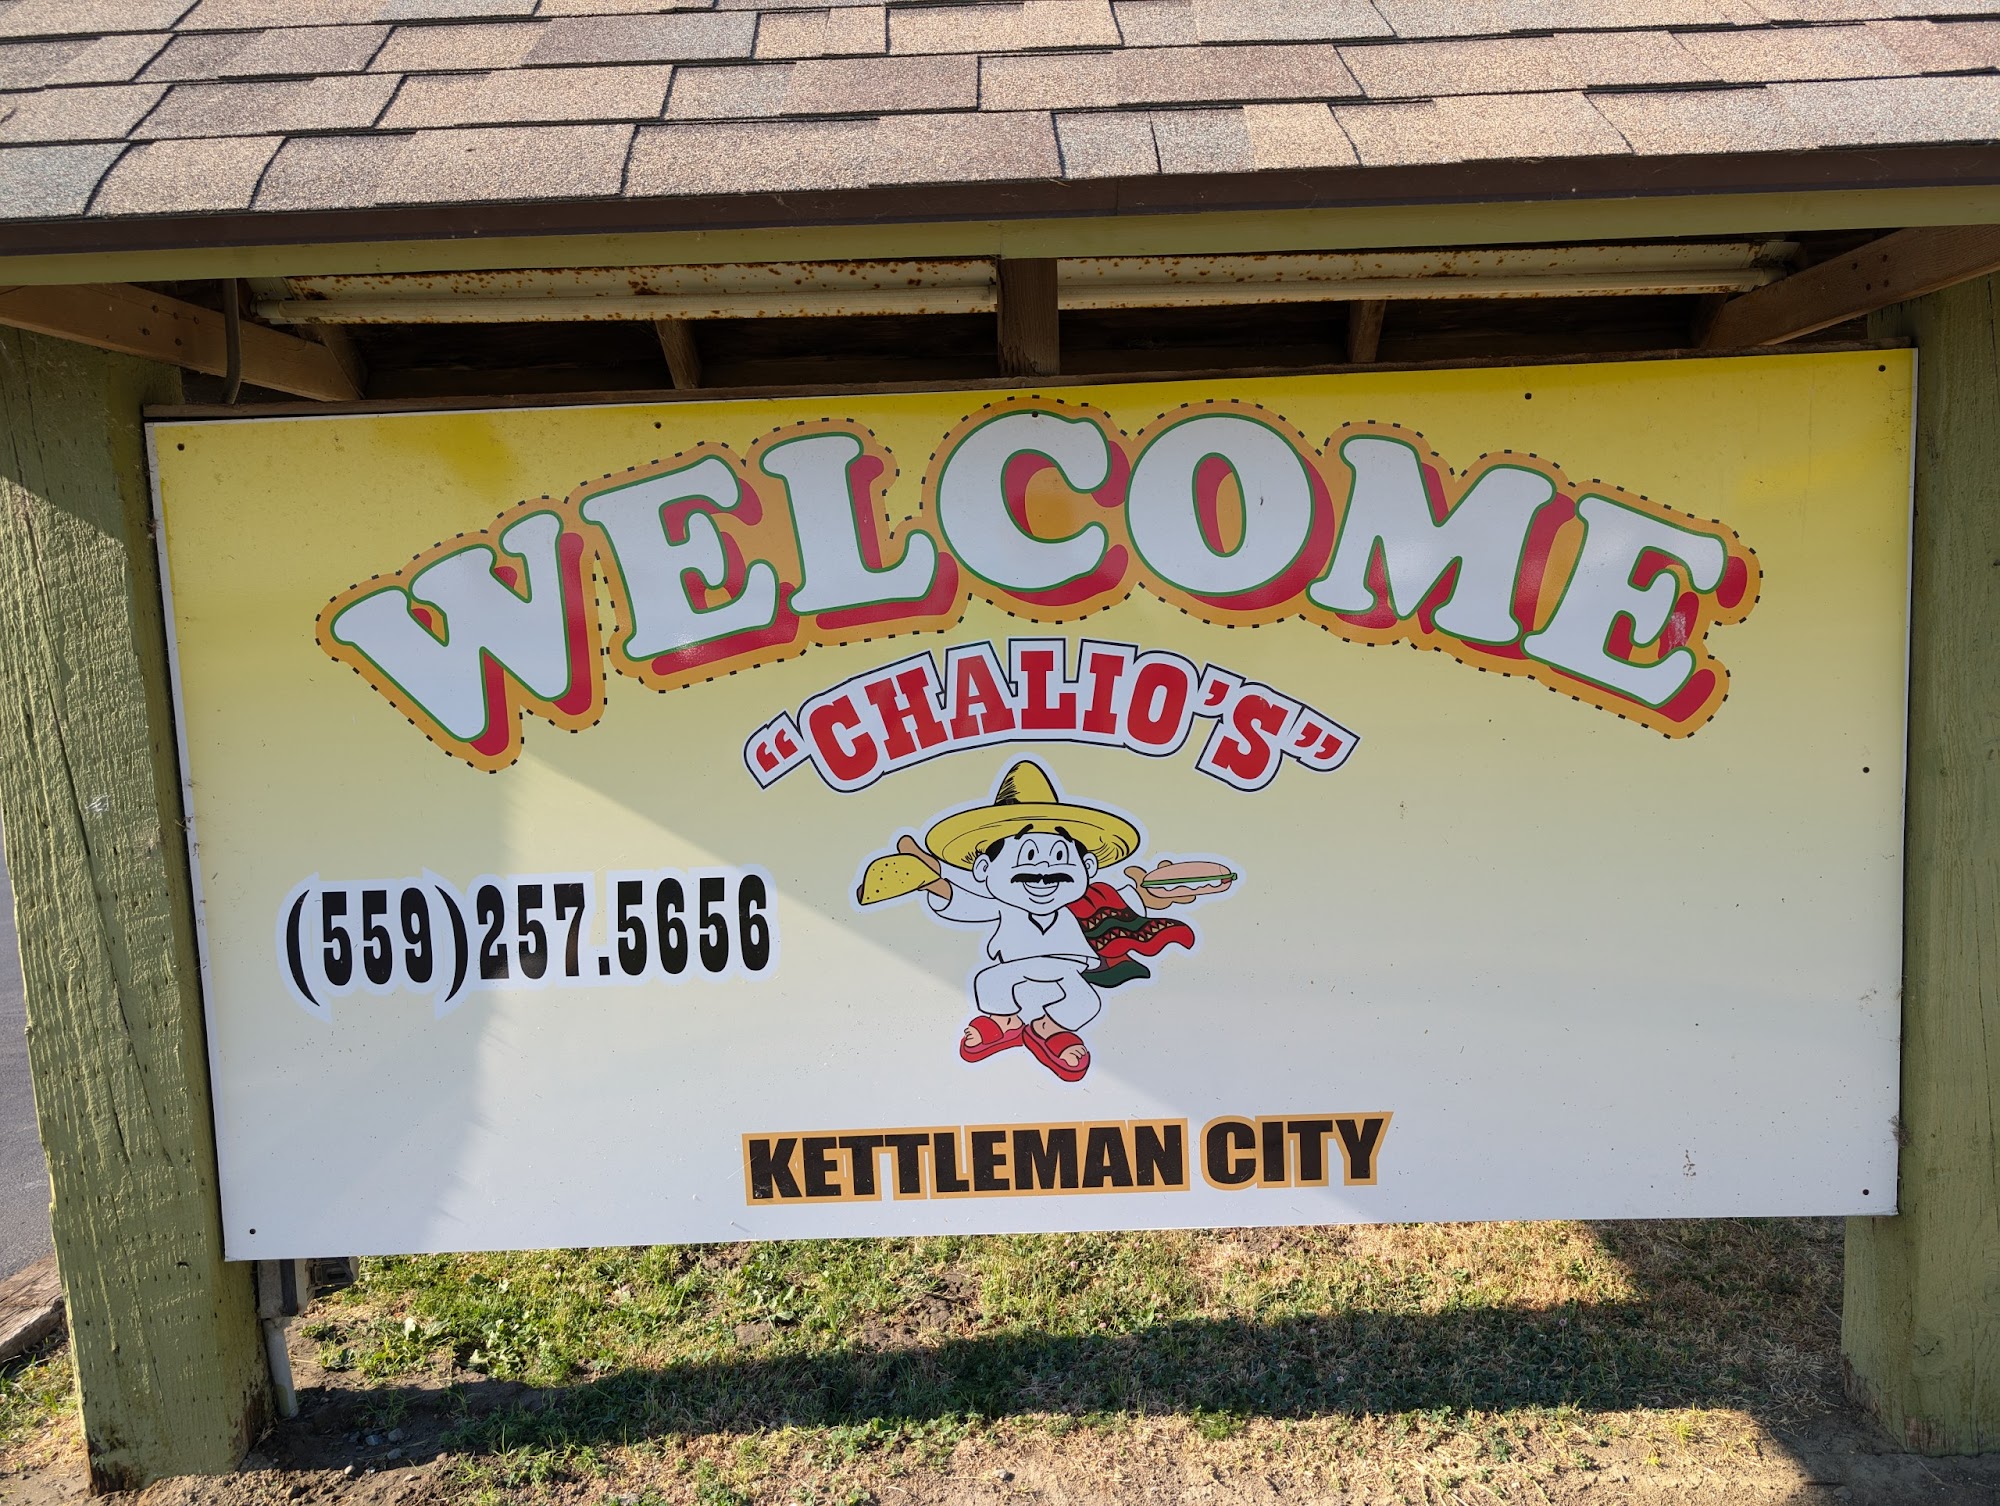 WELCOME
"CHALIO'S"
(559)257.5656
KETTLEMAN CITY